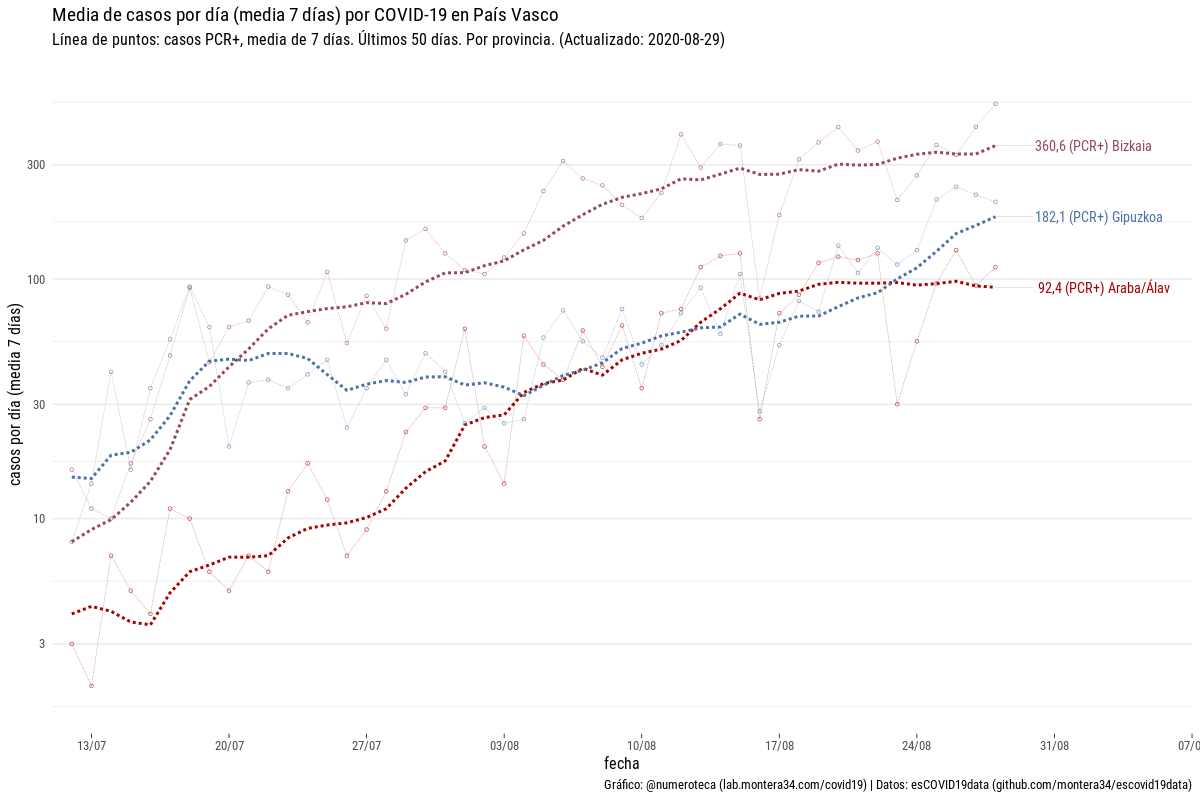 Media de casos por día (media 7 días) por COVID-19 en País Vasco
Línea de puntos: casos PCR+, media de 7 días. Últimos 50 días. Por provincia. (Actualizado: 2020-08-29)
casos por día (media 7 días)
300
100
30
10
3
360,6 (PCR+) Bizkaia
182,1 (PCR+) Gipuzkoa
92,4 (PCR+) Araba/Álav
13/07
20/07
27/07
03/08
10/08
17/08
24/08
31/08
07/0
fecha
Gráfico: @numeroteca (lab.montera34.com/covid19) | Datos: esCOVID19data (github.com/montera34/escovid19data)